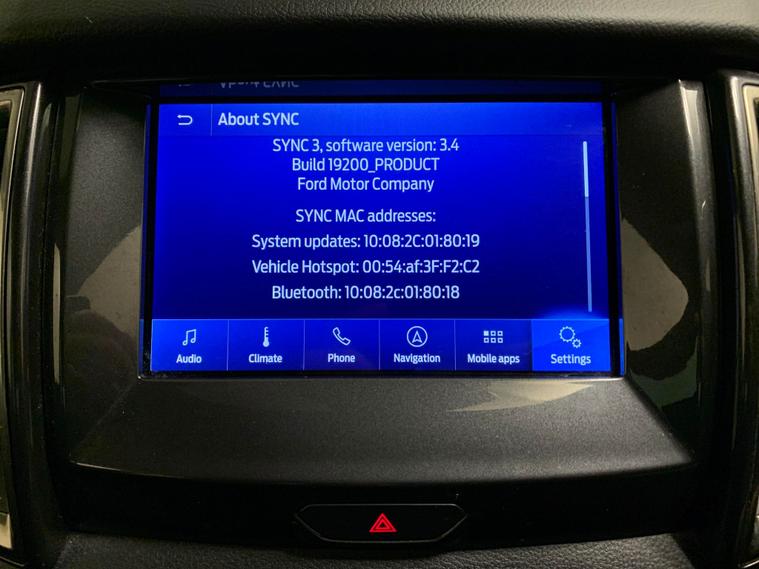 About SYNC
SYNC 3, software version: 3.4
Build 19200_PRODUCT
Ford Motor Company
SYNC MAC addresses:
System updates: 10:08:2C:01:80:19
Vehicle Hotspot: 00:54:af:3F:F2:C2
Bluetooth: 10:08:2c:01:80:18
Audio Climate Phone Navigation Mobile apps Settings